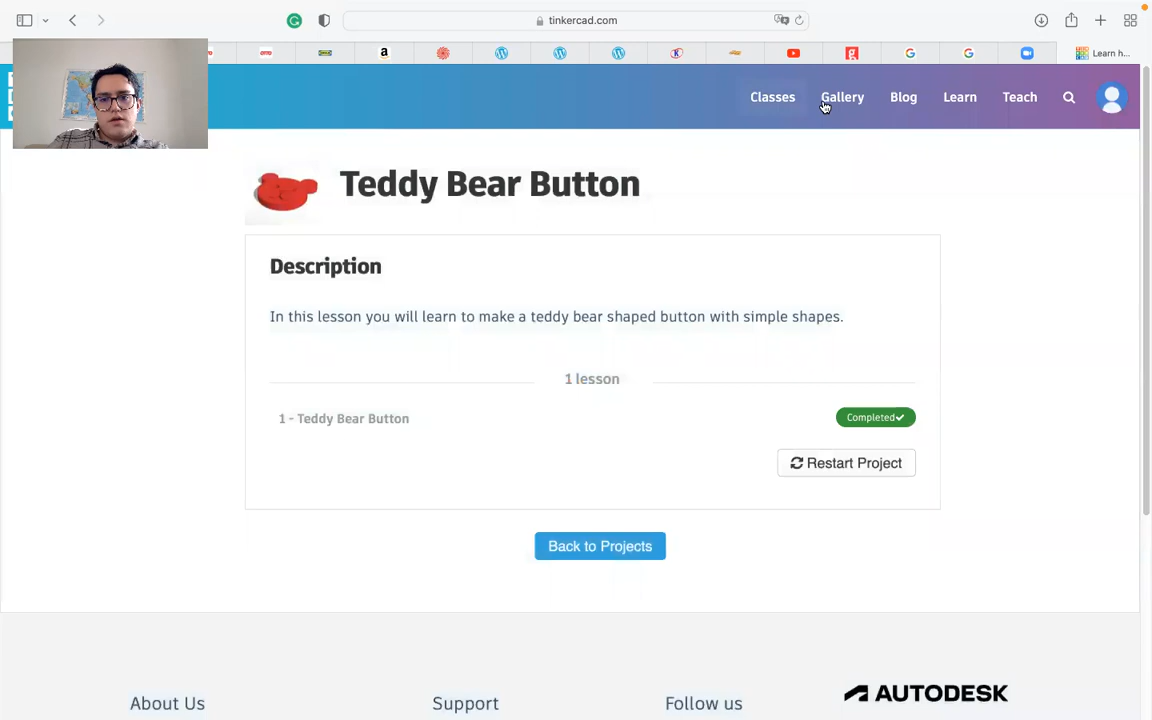 tinkercad.com
a
K
g
G
G
Learn h...
Classes
Gallery
Blog
Learn
Teach
Teddy Bear Button
Description
In this lesson you will learn to make a teddy bear shaped button with simple shapes.
1 lesson
1 - Teddy Bear Button
Completed
Restart Project
Back to Projects
About Us
Support
Follow us
AUTODESK